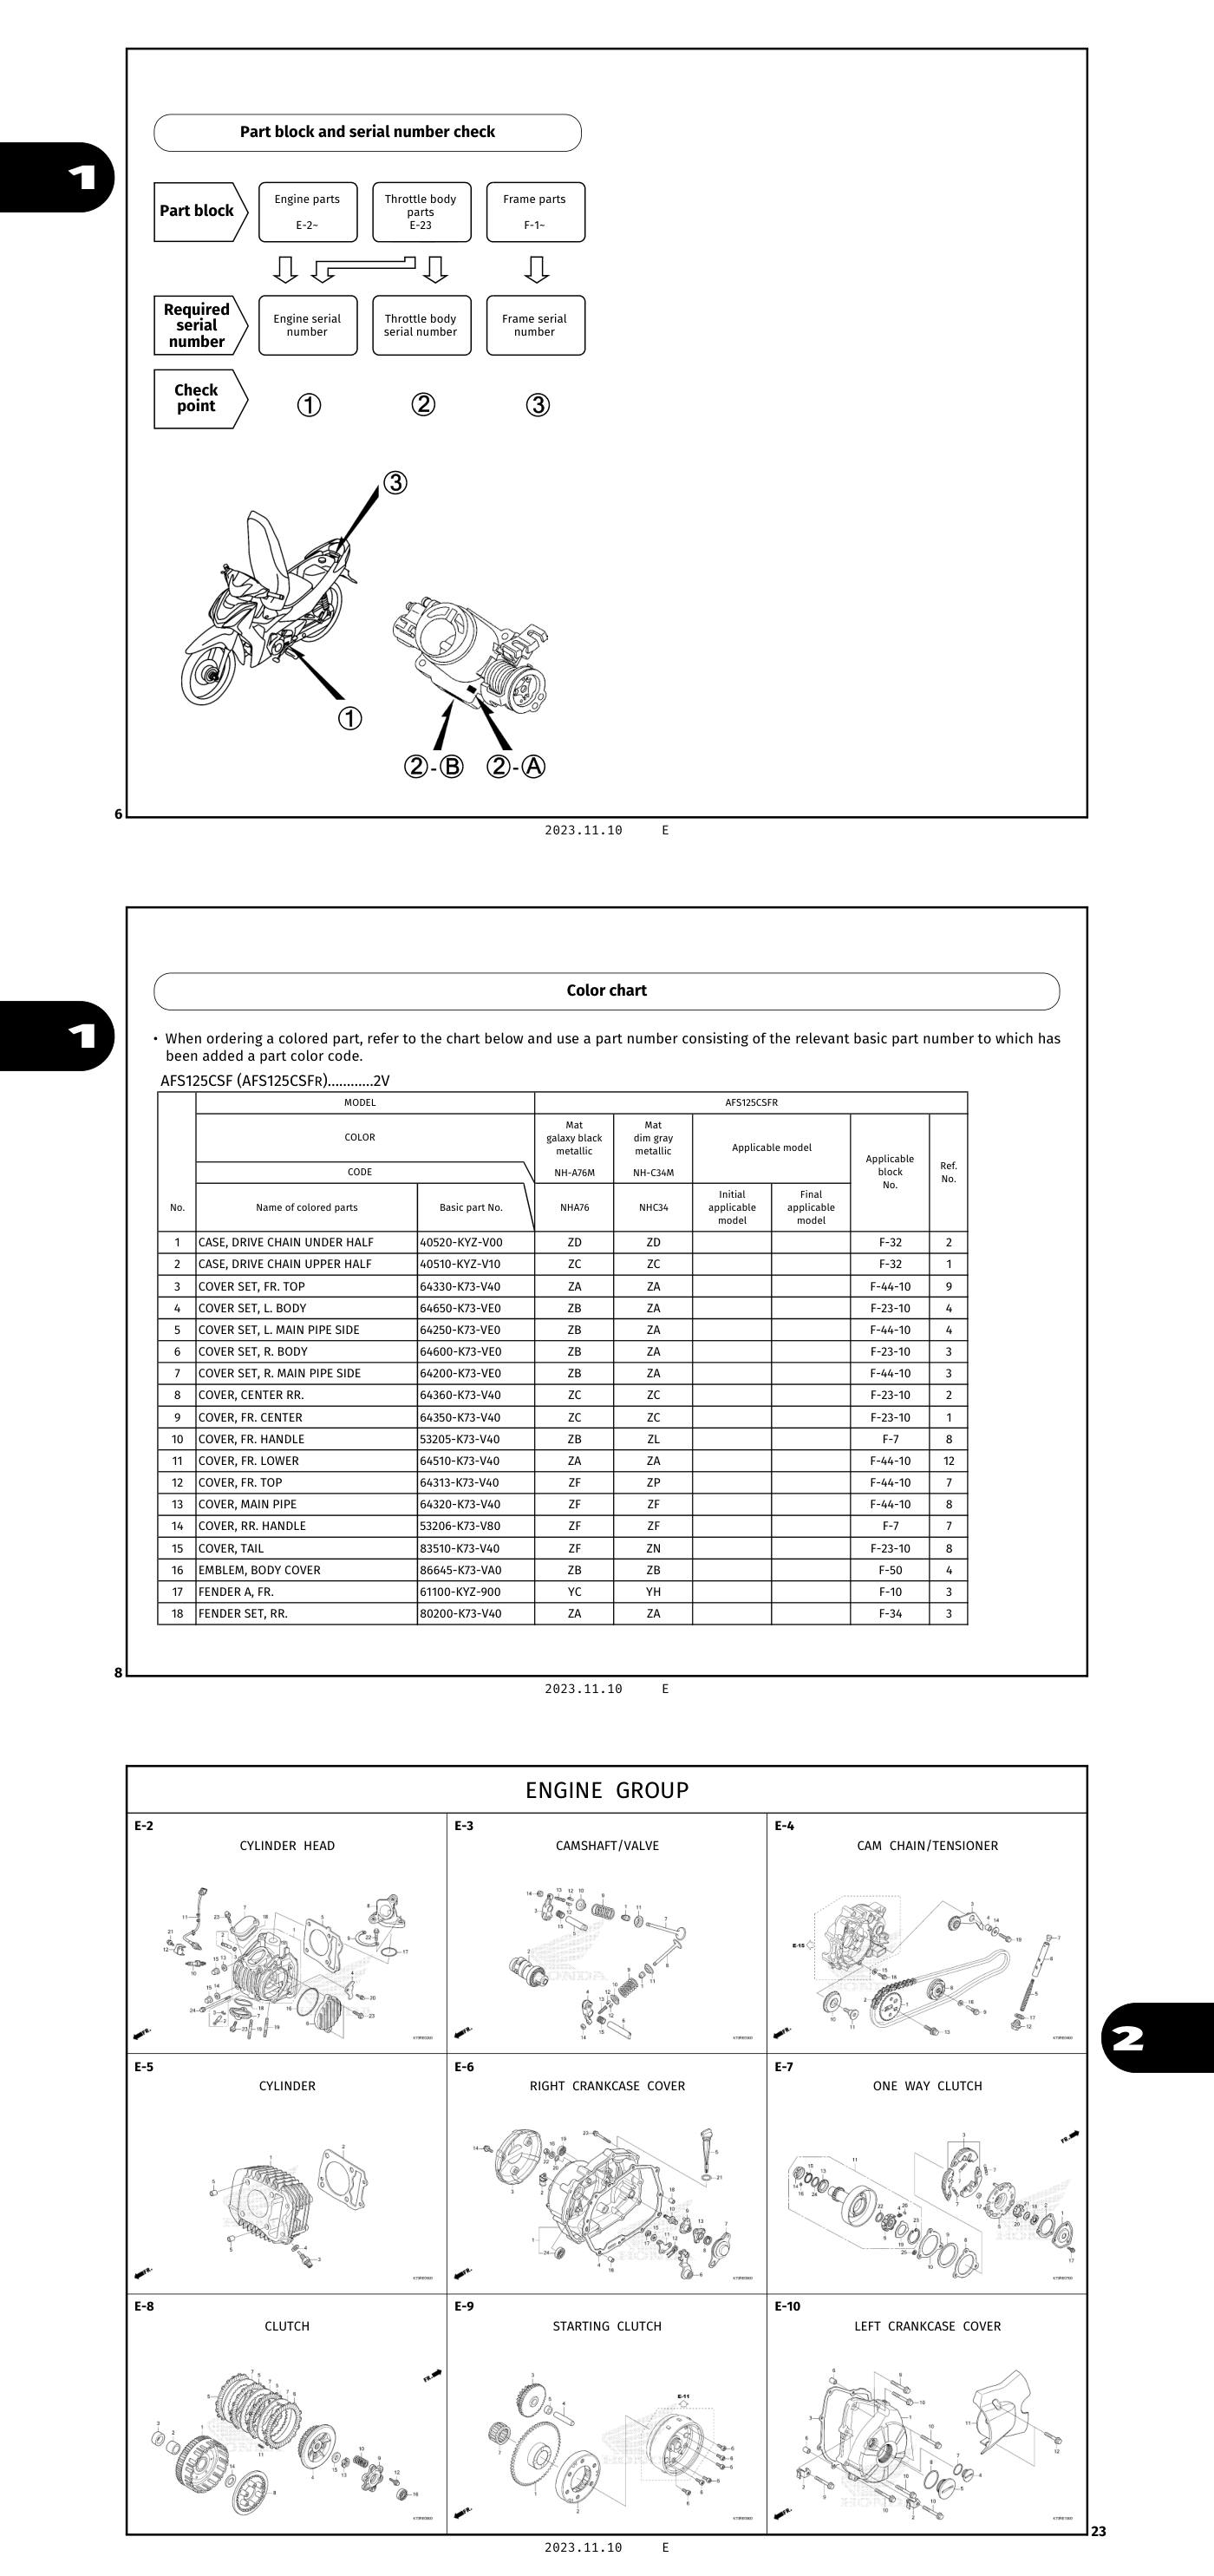 Part block and serial number check
1
Part block
Engine parts
E-2~
Throttle body
parts
E-23
Frame parts
F-1~
Required
serial
number
Engine serial
number
Throttle body
serial number
Frame serial
number
Check
point
① ② ③
③
①
②-Ⓑ ②-Ⓐ
6
2023.11.10 E
Color chart
1
• When ordering a colored part, refer to the chart below and use a part number consisting of the relevant basic part number to which has
been added a part color code.
AFS125CSF (AFS125CSFR)............2V
MODEL AFS125CSFR
COLOR
Mat
galaxy black
metallic
Mat
dim gray
metallic
Applicable model
Applicable
block
No.
Ref.
No.
CODE NH-A76M NH-C34M
No. Name of colored parts Basic part No. NHA76 NHC34
Initial
applicable
model
Final
applicable
model
1 CASE, DRIVE CHAIN UNDER HALF 40520-KYZ-V00 ZD ZD F-32 2
2 CASE, DRIVE CHAIN UPPER HALF 40510-KYZ-V10 ZC ZC F-32 1
3 COVER SET, FR. TOP 64330-K73-V40 ZA ZA F-44-10 9
4 COVER SET, L. BODY 64650-K73-VE0 ZB ZA F-23-10 4
5 COVER SET, L. MAIN PIPE SIDE 64250-K73-VE0 ZB ZA F-44-10 4
6 COVER SET, R. BODY 64600-K73-VE0 ZB ZA F-23-10 3
7 COVER SET, R. MAIN PIPE SIDE 64200-K73-VE0 ZB ZA F-44-10 3
8 COVER, CENTER RR. 64360-K73-V40 ZC ZC F-23-10 2
9 COVER, FR. CENTER 64350-K73-V40 ZC ZC F-23-10 1
10 COVER, FR. HANDLE 53205-K73-V40 ZB ZL F-7 8
11 COVER, FR. LOWER 64510-K73-V40 ZA ZA F-44-10 12
12 COVER, FR. TOP 64313-K73-V40 ZF ZP F-44-10 7
13 COVER, MAIN PIPE 64320-K73-V40 ZF ZF F-44-10 8
14 COVER, RR. HANDLE 53206-K73-V80 ZF ZF F-7 7
15 COVER, TAIL 83510-K73-V40 ZF ZN F-23-10 8
16 EMBLEM, BODY COVER 86645-K73-VA0 ZB ZB F-50 4
17 FENDER A, FR. 61100-KYZ-900 YC YH F-10 3
18 FENDER SET, RR. 80200-K73-V40 ZA ZA F-34 3
8
2023.11.10 E
ENGINE GROUP
E-2
CYLINDER HEAD
E-3
CAMSHAFT/VALVE
E-4
CAM CHAIN/TENSIONER
E-15
2
E-5
CYLINDER
E-6
RIGHT CRANKCASE COVER
E-7
ONE WAY CLUTCH
FR.
E-8
CLUTCH
FR.
E-9
STARTING CLUTCH
E-11
E-10
LEFT CRANKCASE COVER
23
2023.11.10 E